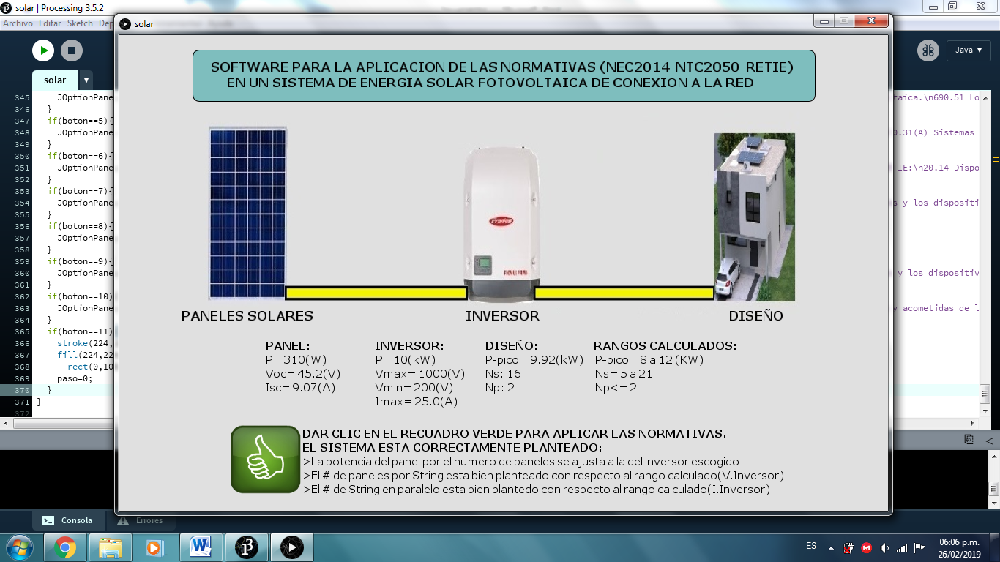 solar | Processing 3.5.2
Archivo Editar Sketch
solar
Java ▾
solar
SOFTWARE PARA LA APLICACION DE LAS NORMATIVAS (NEC2014-NTC2050-RETIE)
EN UN SISTEMA DE ENERGIA SOLAR FOTOVOLTAICA DE CONEXION A LA RED
345 JOptionPane
346 }
347 if(boton==5){
348 JOptionPane
349 }
350 if(boton==6){
351 JOptionPane
352 }
353 if(boton==7){
354 JOptionPane
355 }
356 if(boton==8){
357 JOptionPane
358 }
359 if(boton==9){
360 JOptionPane
361 }
362 if(boton==10)
363 JOptionPane
364 }
365 if(boton==11)
366 stroke(224,
367 fill(224,22
368 rect(0,10
369 paso=0;
370 }
371 }
372
taica.\n690.51 Lo
0.31(A) Sistemas
TIE:\n20.14 Dispo
s y los dispositi
y los dispositiv
y acometidas de l
PANELES SOLARES INVERSOR DISEÑO
PANEL: INVERSOR: DISEÑO: RANGOS CALCULADOS:
P= 310(W) P= 10(kW) P-pico= 9.92(kW) P-pico= 8 a 12 (KW)
Voc= 45.2(V) Vmax= 1000(V) Ns: 16 Ns= 5 a 21
Isc= 9.07(A) Vmin= 200(V) Np: 2 Np<= 2
Imax= 25.0(A)
DAR CLIC EN EL RECUADRO VERDE PARA APLICAR LAS NORMATIVAS.
EL SISTEMA ESTA CORRECTAMENTE PLANTEADO:
>La potencia del panel por el numero de paneles se ajusta a la del inversor escogido
>El # de paneles por String esta bien planteado con respecto al rango calculado(V.Inversor)
>El # de String en paralelo esta bien plantedo con respecto al rango calculado(I.Inversor)
Consola Errores
ES
06:06 p.m.
26/02/2019